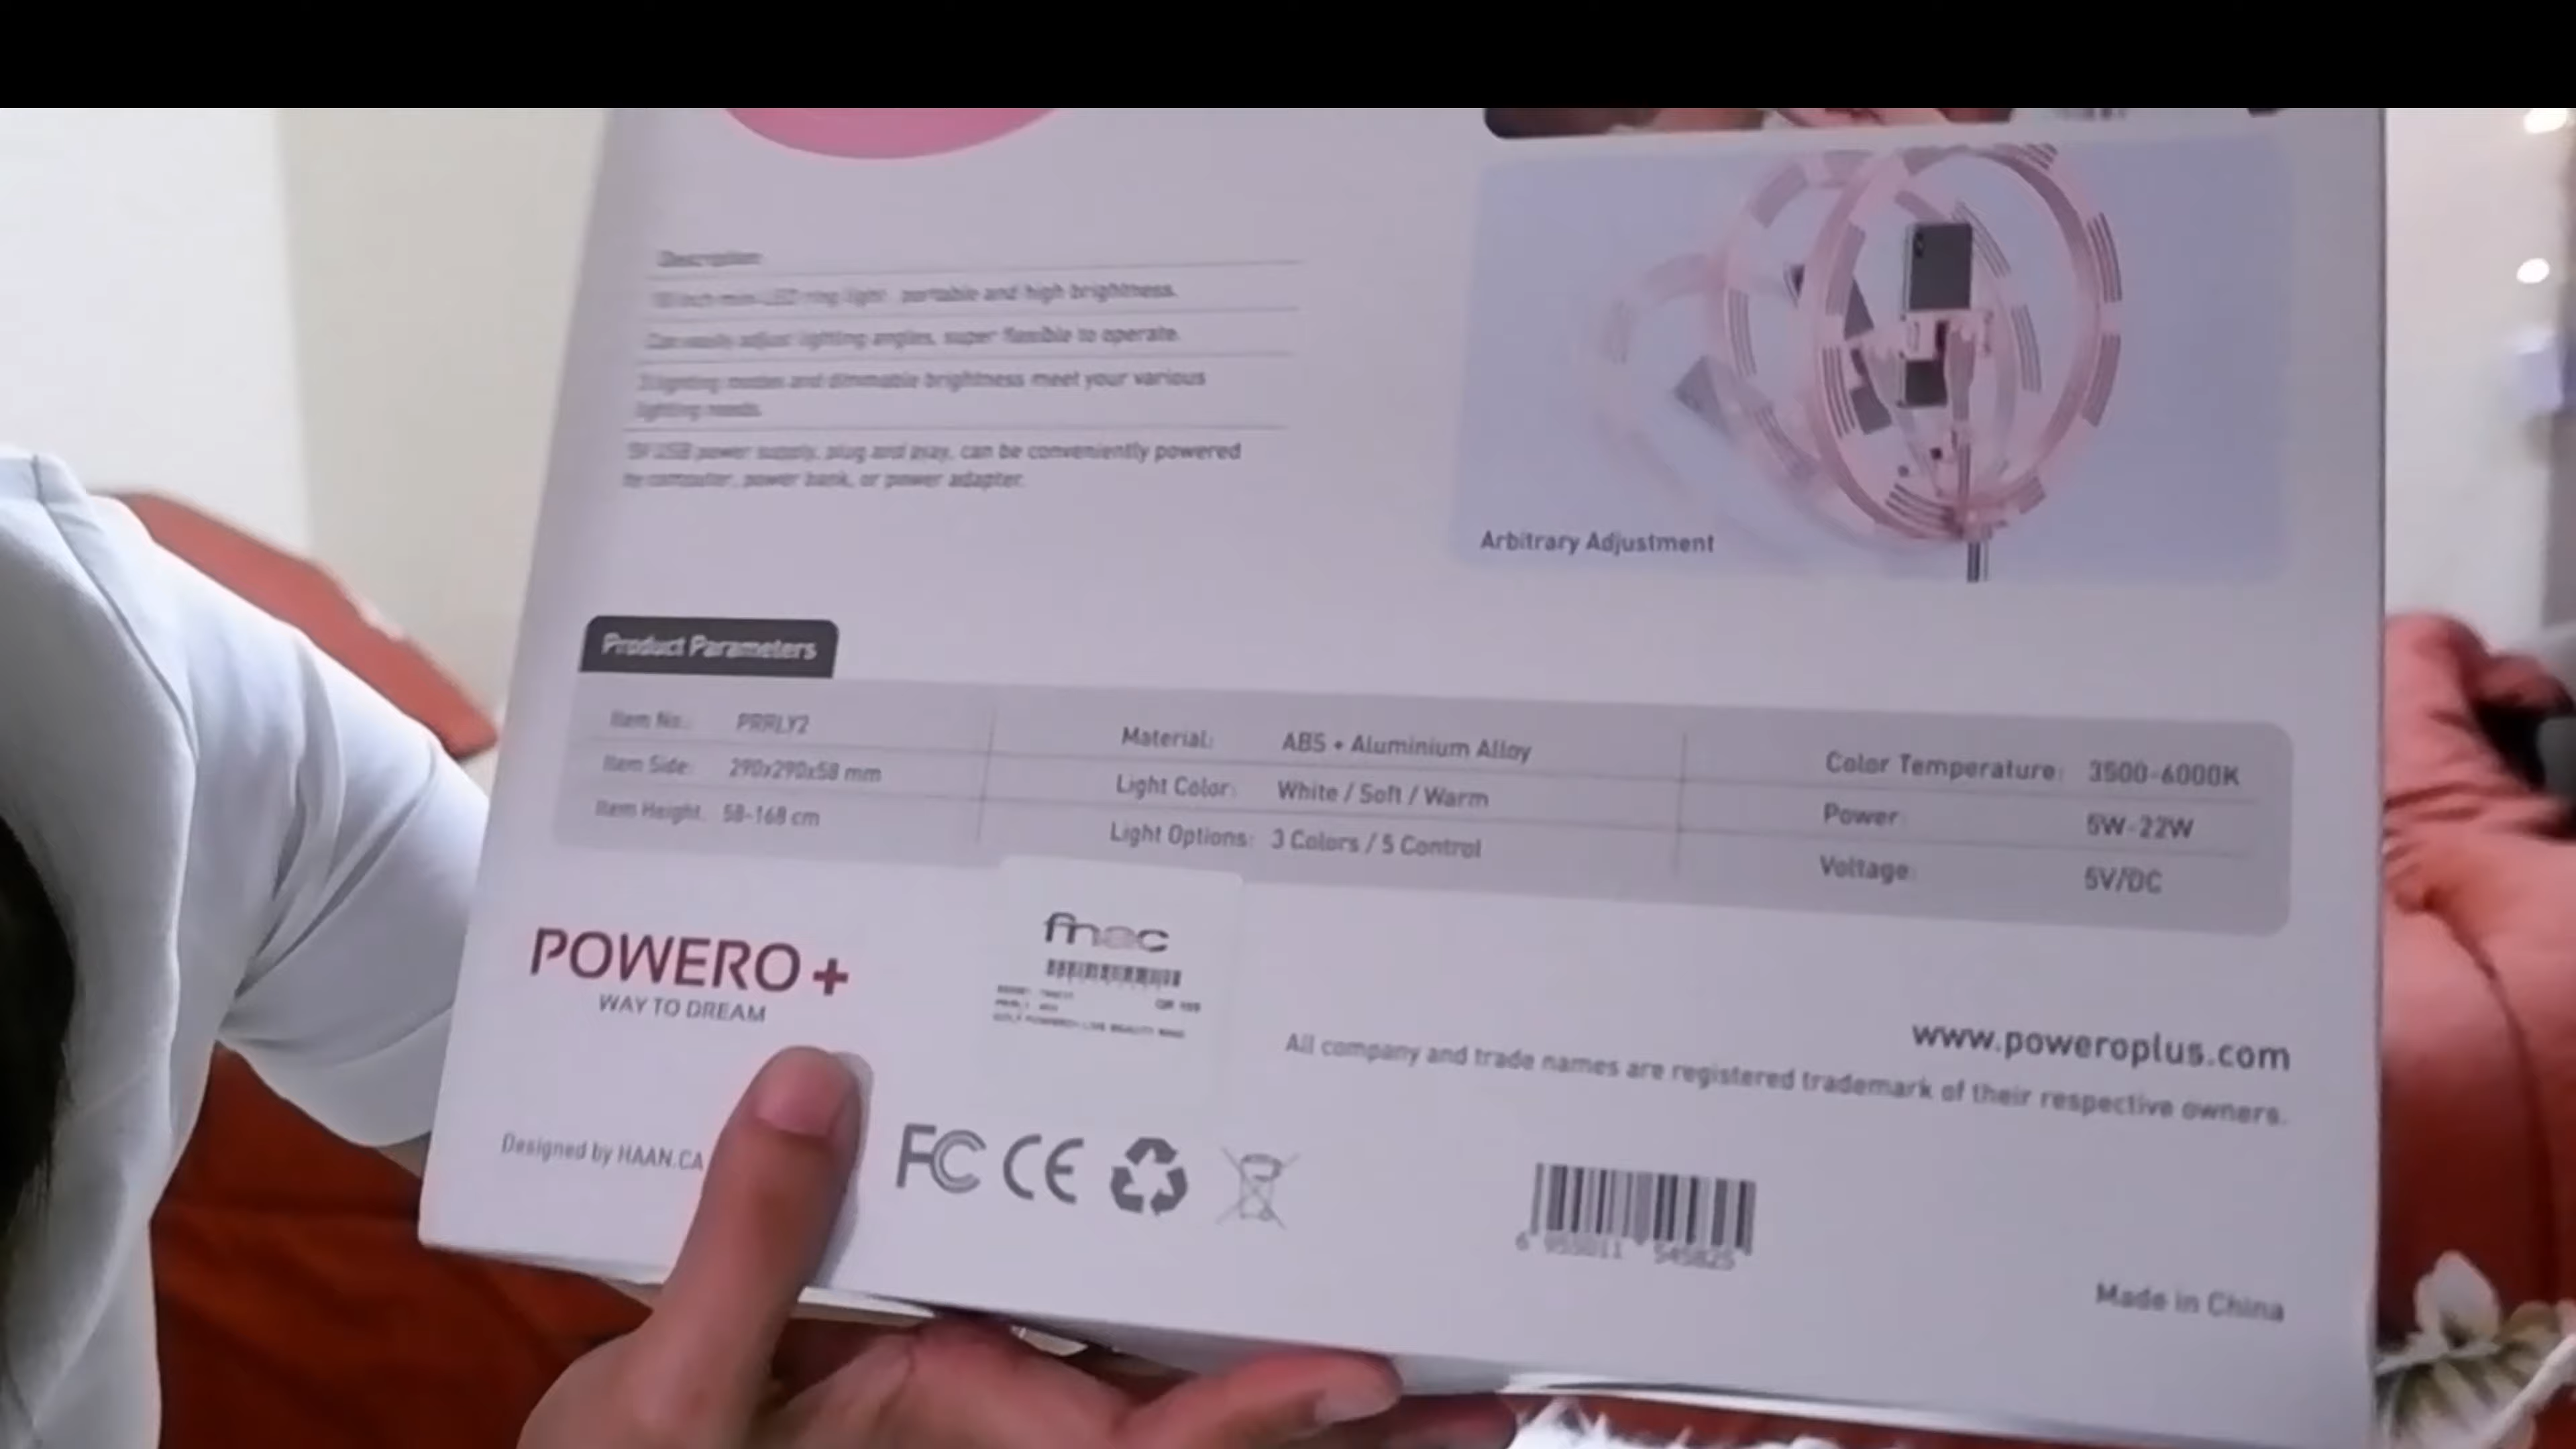 Description
10 inch mini LED ring light, portable and high brightness.
Can easily adjust lighting angles, super flexible to operate.
3 lighting modes and dimmable brightness meet your various
lighting needs.
5V USB power supply, plug and play, can be conveniently powered
by computer, power bank, or power adapter.
Arbitrary Adjustment
Product Parameters
Item No.: PRRLY2
Item Side: 290x290x58 mm
Item Height: 58-168 cm
Material: ABS + Aluminium Alloy
Light Color: White / Soft / Warm
Light Options: 3 Colors / 5 Control
Color Temperature: 3500-6000K
Power: 5W-22W
Voltage: 5V/DC
POWERO+
WAY TO DREAM
fnac
www.poweroplus.com
All company and trade names are registered trademark of their respective owners.
Designed by HAAN.CA
FC CE
6 955011 545825
Made in China